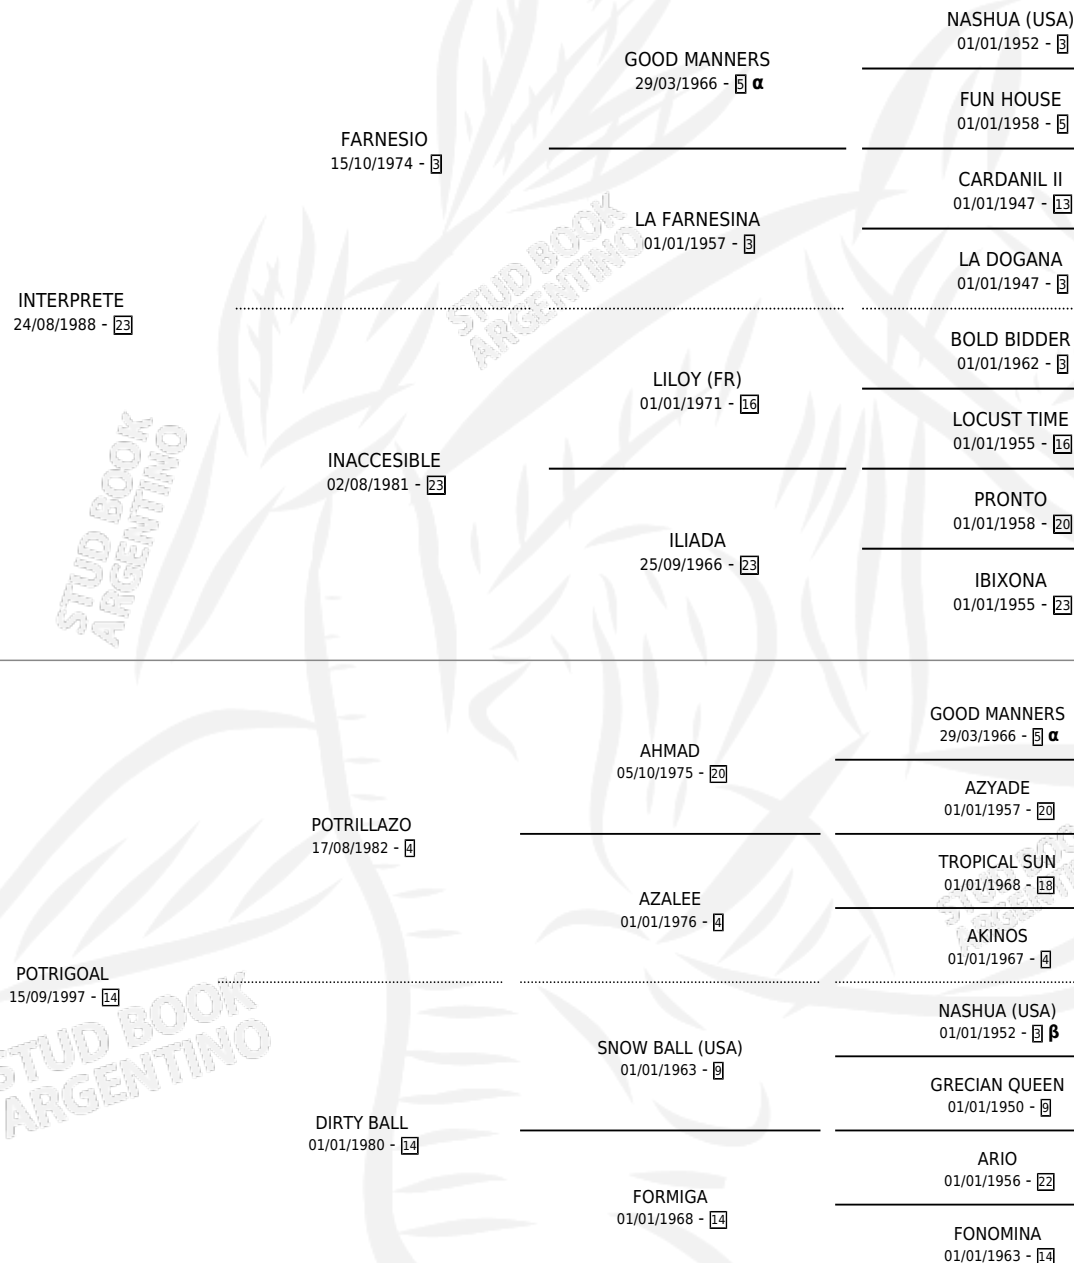 NASHUA (USA)
01/01/1952 - 3
GOOD MANNERS
29/03/1966 - 5 α
FUN HOUSE
01/01/1958 - 5
FARNESIO
15/10/1974 - 3
CARDANIL II
01/01/1947 - 13
LA FARNESINA
01/01/1957 - 3
LA DOGANA
01/01/1947 - 3
INTERPRETE
24/08/1988 - 23
BOLD BIDDER
01/01/1962 - 3
LILOY (FR)
01/01/1971 - 16
LOCUST TIME
01/01/1955 - 16
INACCESIBLE
02/08/1981 - 23
PRONTO
01/01/1958 - 20
ILIADA
25/09/1966 - 23
IBIXONA
01/01/1955 - 23
GOOD MANNERS
29/03/1966 - 5 α
AHMAD
05/10/1975 - 20
AZYADE
01/01/1957 - 20
POTRILLAZO
17/08/1982 - 4
TROPICAL SUN
01/01/1968 - 18
AZALEE
01/01/1976 - 4
AKINOS
01/01/1967 - 4
POTRIGOAL
15/09/1997 - 14
NASHUA (USA)
01/01/1952 - 3 β
SNOW BALL (USA)
01/01/1963 - 9
GRECIAN QUEEN
01/01/1950 - 9
DIRTY BALL
01/01/1980 - 14
ARIO
01/01/1956 - 22
FORMIGA
01/01/1968 - 14
FONOMINA
01/01/1963 - 14
STUD BOOK
ARGENTINO
STUD BOOK
ARGENTINO
STUD BOOK
ARGENTINO